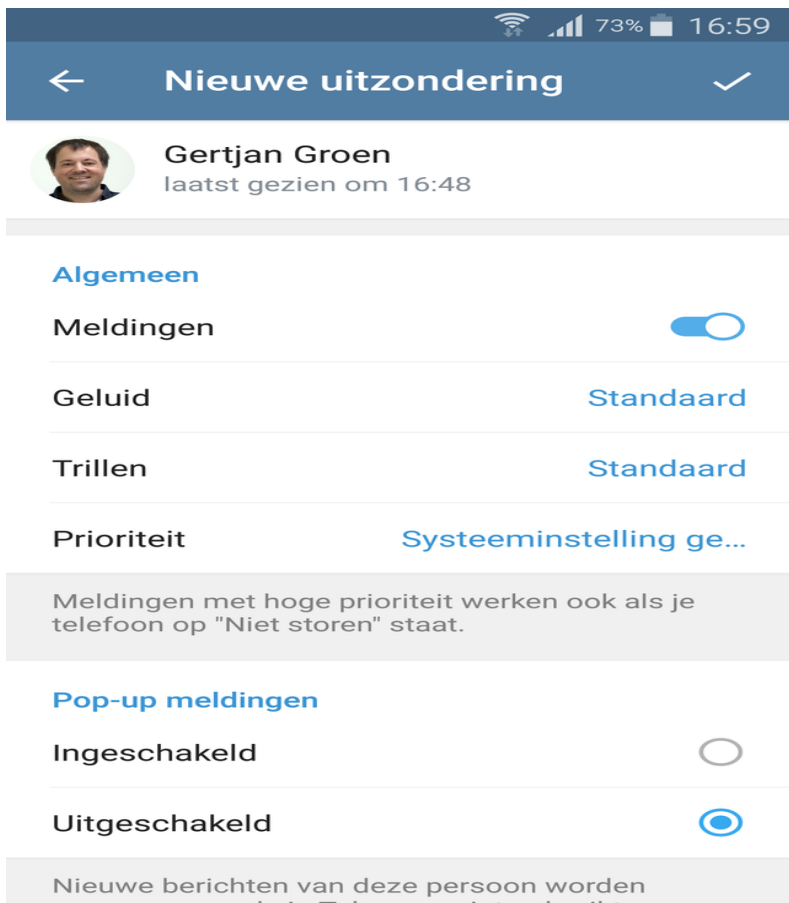 73% 16:59
Nieuwe uitzondering
Gertjan Groen
laatst gezien om 16:48
Algemeen
Meldingen
Geluid Standaard
Trillen Standaard
Prioriteit Systeeminstelling ge...
Meldingen met hoge prioriteit werken ook als je
telefoon op "Niet storen" staat.
Pop-up meldingen
Ingeschakeld
Uitgeschakeld
Nieuwe berichten van deze persoon worden